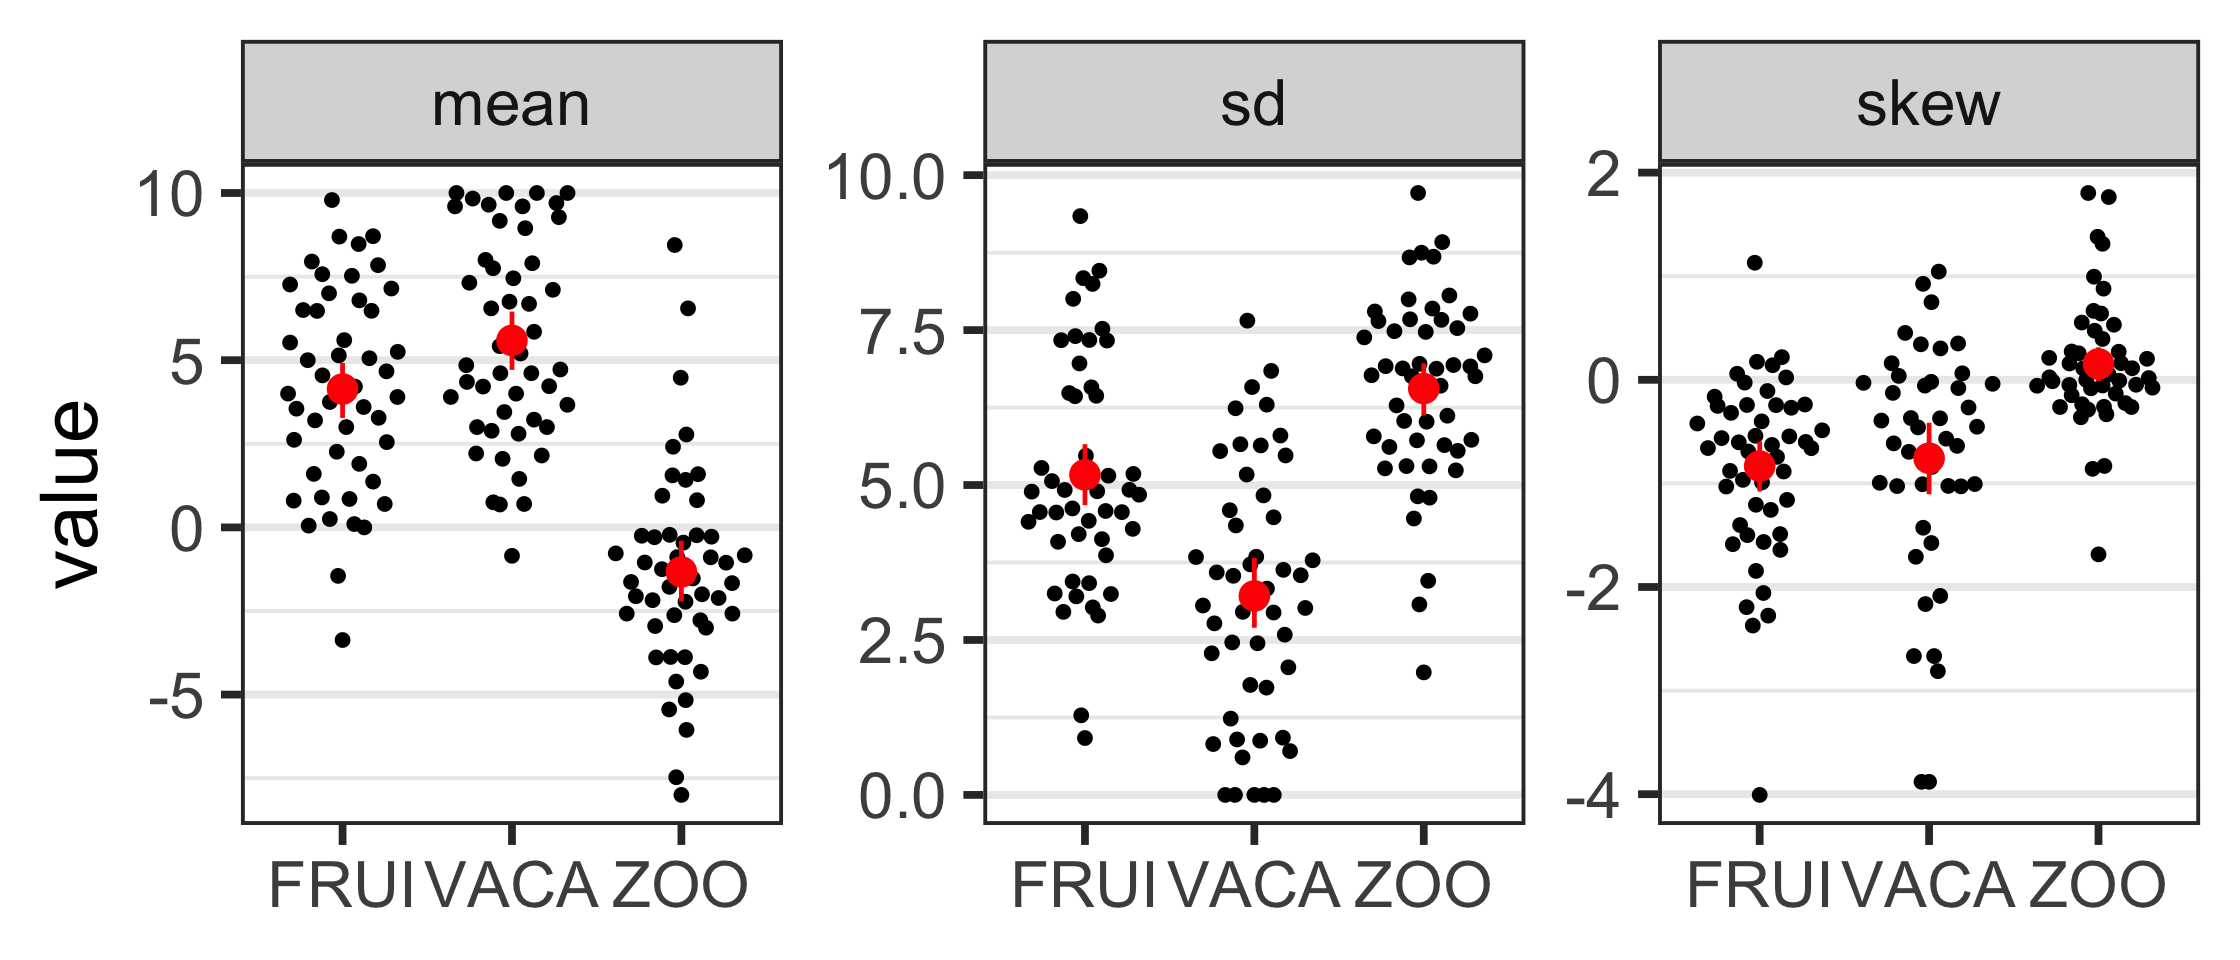 mean
sd
skew
value
10
5
0
-5
FRUI VACA ZOO
10.0
7.5
5.0
2.5
0.0
FRUI VACA ZOO
2
0
-2
-4
FRUI VACA ZOO